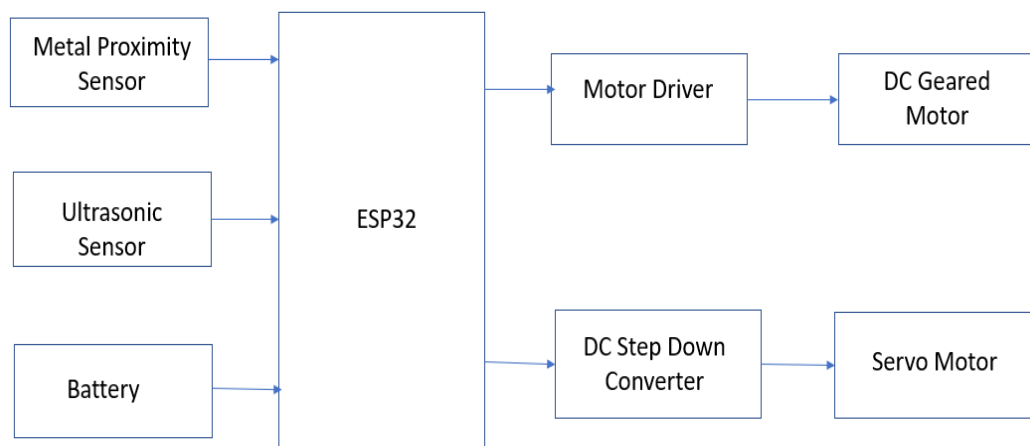 Metal Proximity
Sensor
Ultrasonic
Sensor
Battery
ESP32
Motor Driver
DC Geared
Motor
DC Step Down
Converter
Servo Motor